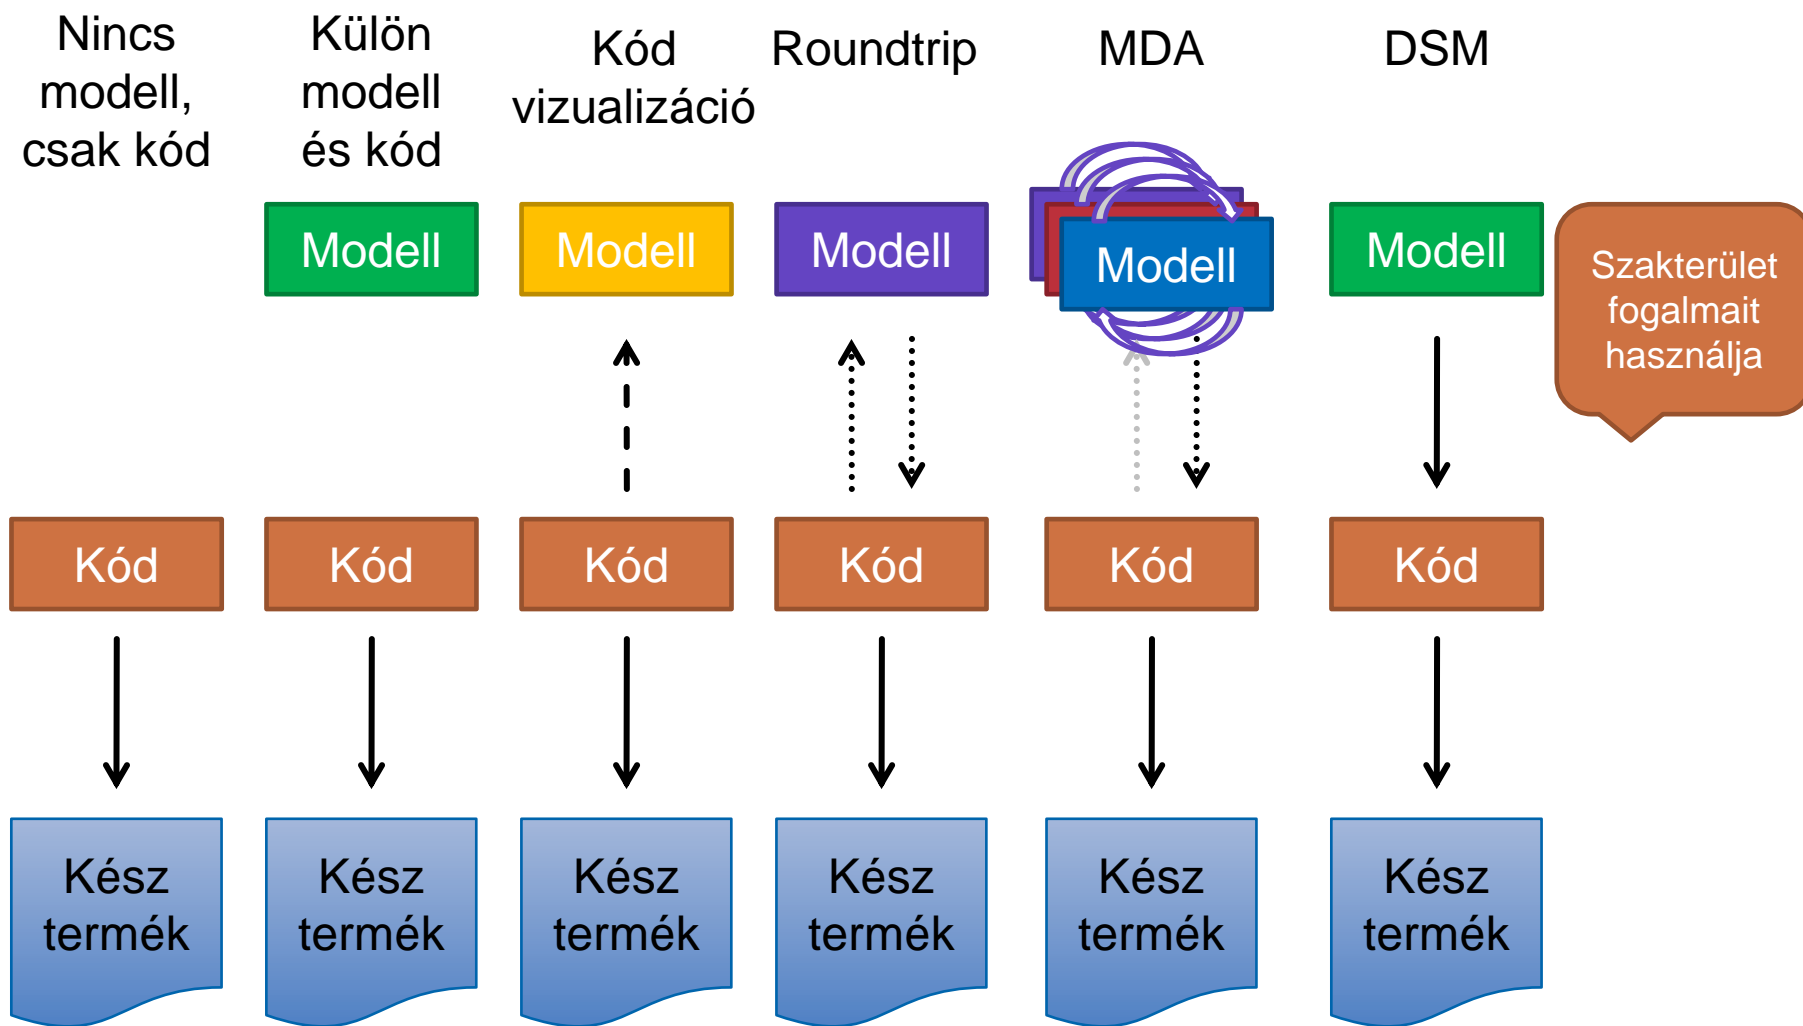 Nincs
modell,
csak kód
Külön
modell
és kód
Kód
vizualizáció
Roundtrip
MDA
DSM
Modell
Modell
Modell
Modell
Modell
Szakterület
fogalmait
használja
Kód
Kód
Kód
Kód
Kód
Kód
Kész
termék
Kész
termék
Kész
termék
Kész
termék
Kész
termék
Kész
termék